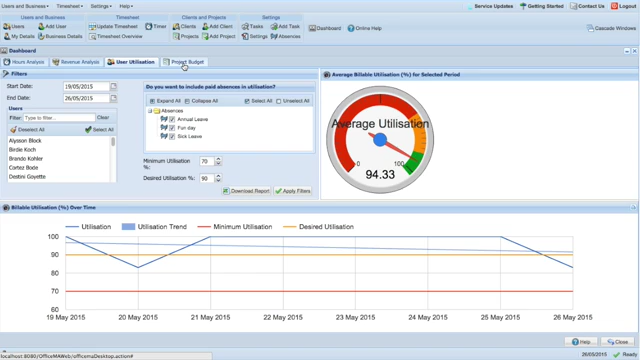 Users and Business Timesheet Settings Help Service Updates Getting Started Contact Us Logout
Users and Business Timesheet Clients and Projects Settings
Users Add User Update Timesheet Timer Clients Add Client Tasks Add Task Dashboard Online Help Cascade Windows
My Details Business Details Timesheet Overview Projects Add Project Settings Absences
Dashboard
Hours Analysis Revenue Analysis User Utilisation Project Budget
Filters
Start Date: 19/05/2015
End Date: 26/05/2015
Users
Filter: Type to filter... Clear
Deselect All Select All
Alysson Block
Birdie Koch
Brando Kohler
Cortez Bode
Destini Goyette
Do you want to include paid absences in utilisation?
Expand All Collapse All Select All Unselect All
Absences
Annual Leave
Fun day
Sick Leave
Minimum Utilisation %: 70
Desired Utilisation %: 90
Download Report Apply Filters
Average Billable Utilisation (%) for Selected Period
Average Utilisation
0 100
94.33
Billable Utilisation (%) Over Time
Utilisation Utilisation Trend Minimum Utilisation Desired Utilisation
100
90
80
70
60
19 May 2015 20 May 2015 21 May 2015 22 May 2015 23 May 2015 24 May 2015 25 May 2015 26 May 2015
Help Close
localhost:8080/OfficeMAWeb/officemaDesktop.action# 26/05/2015 Ready